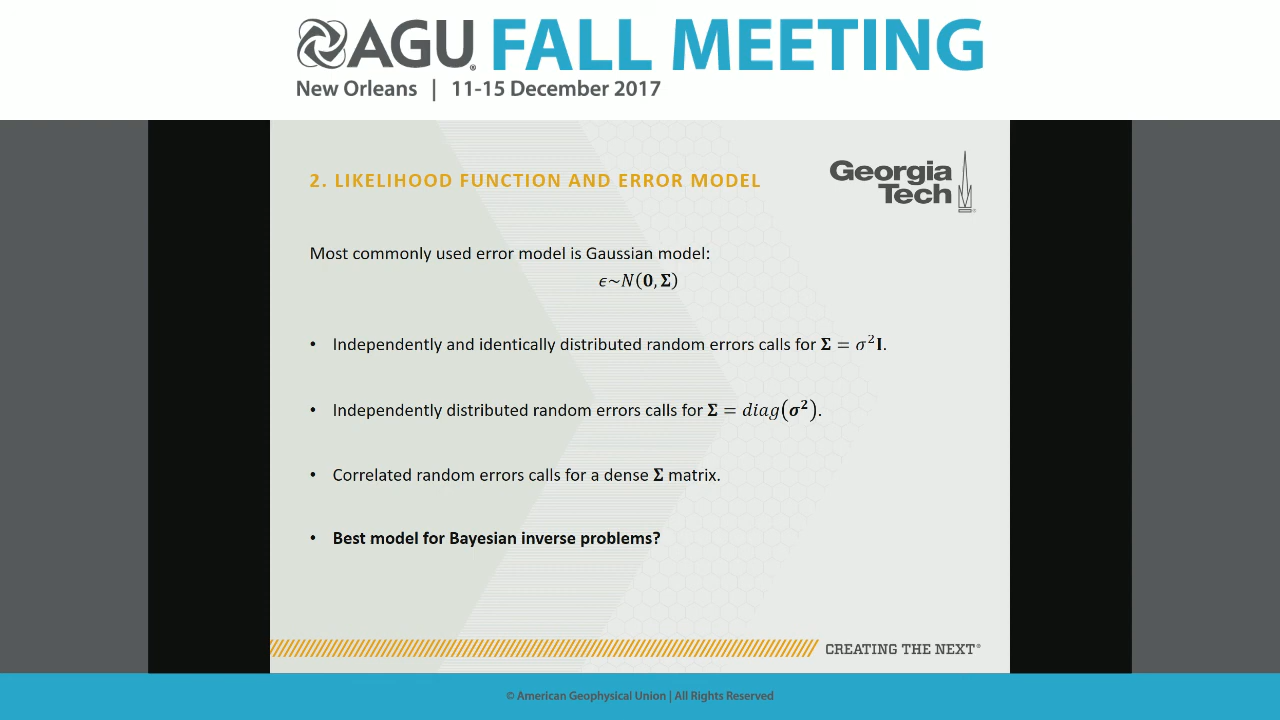 AGU FALL MEETING
New Orleans | 11-15 December 2017
Georgia
Tech
2. LIKELIHOOD FUNCTION AND ERROR MODEL
Most commonly used error model is Gaussian model:
ϵ~N(0, Σ)
• Independently and identically distributed random errors calls for Σ = σ²I.
• Independently distributed random errors calls for Σ = diag(σ²).
• Correlated random errors calls for a dense Σ matrix.
• Best model for Bayesian inverse problems?
CREATING THE NEXT®
© American Geophysical Union | All Rights Reserved